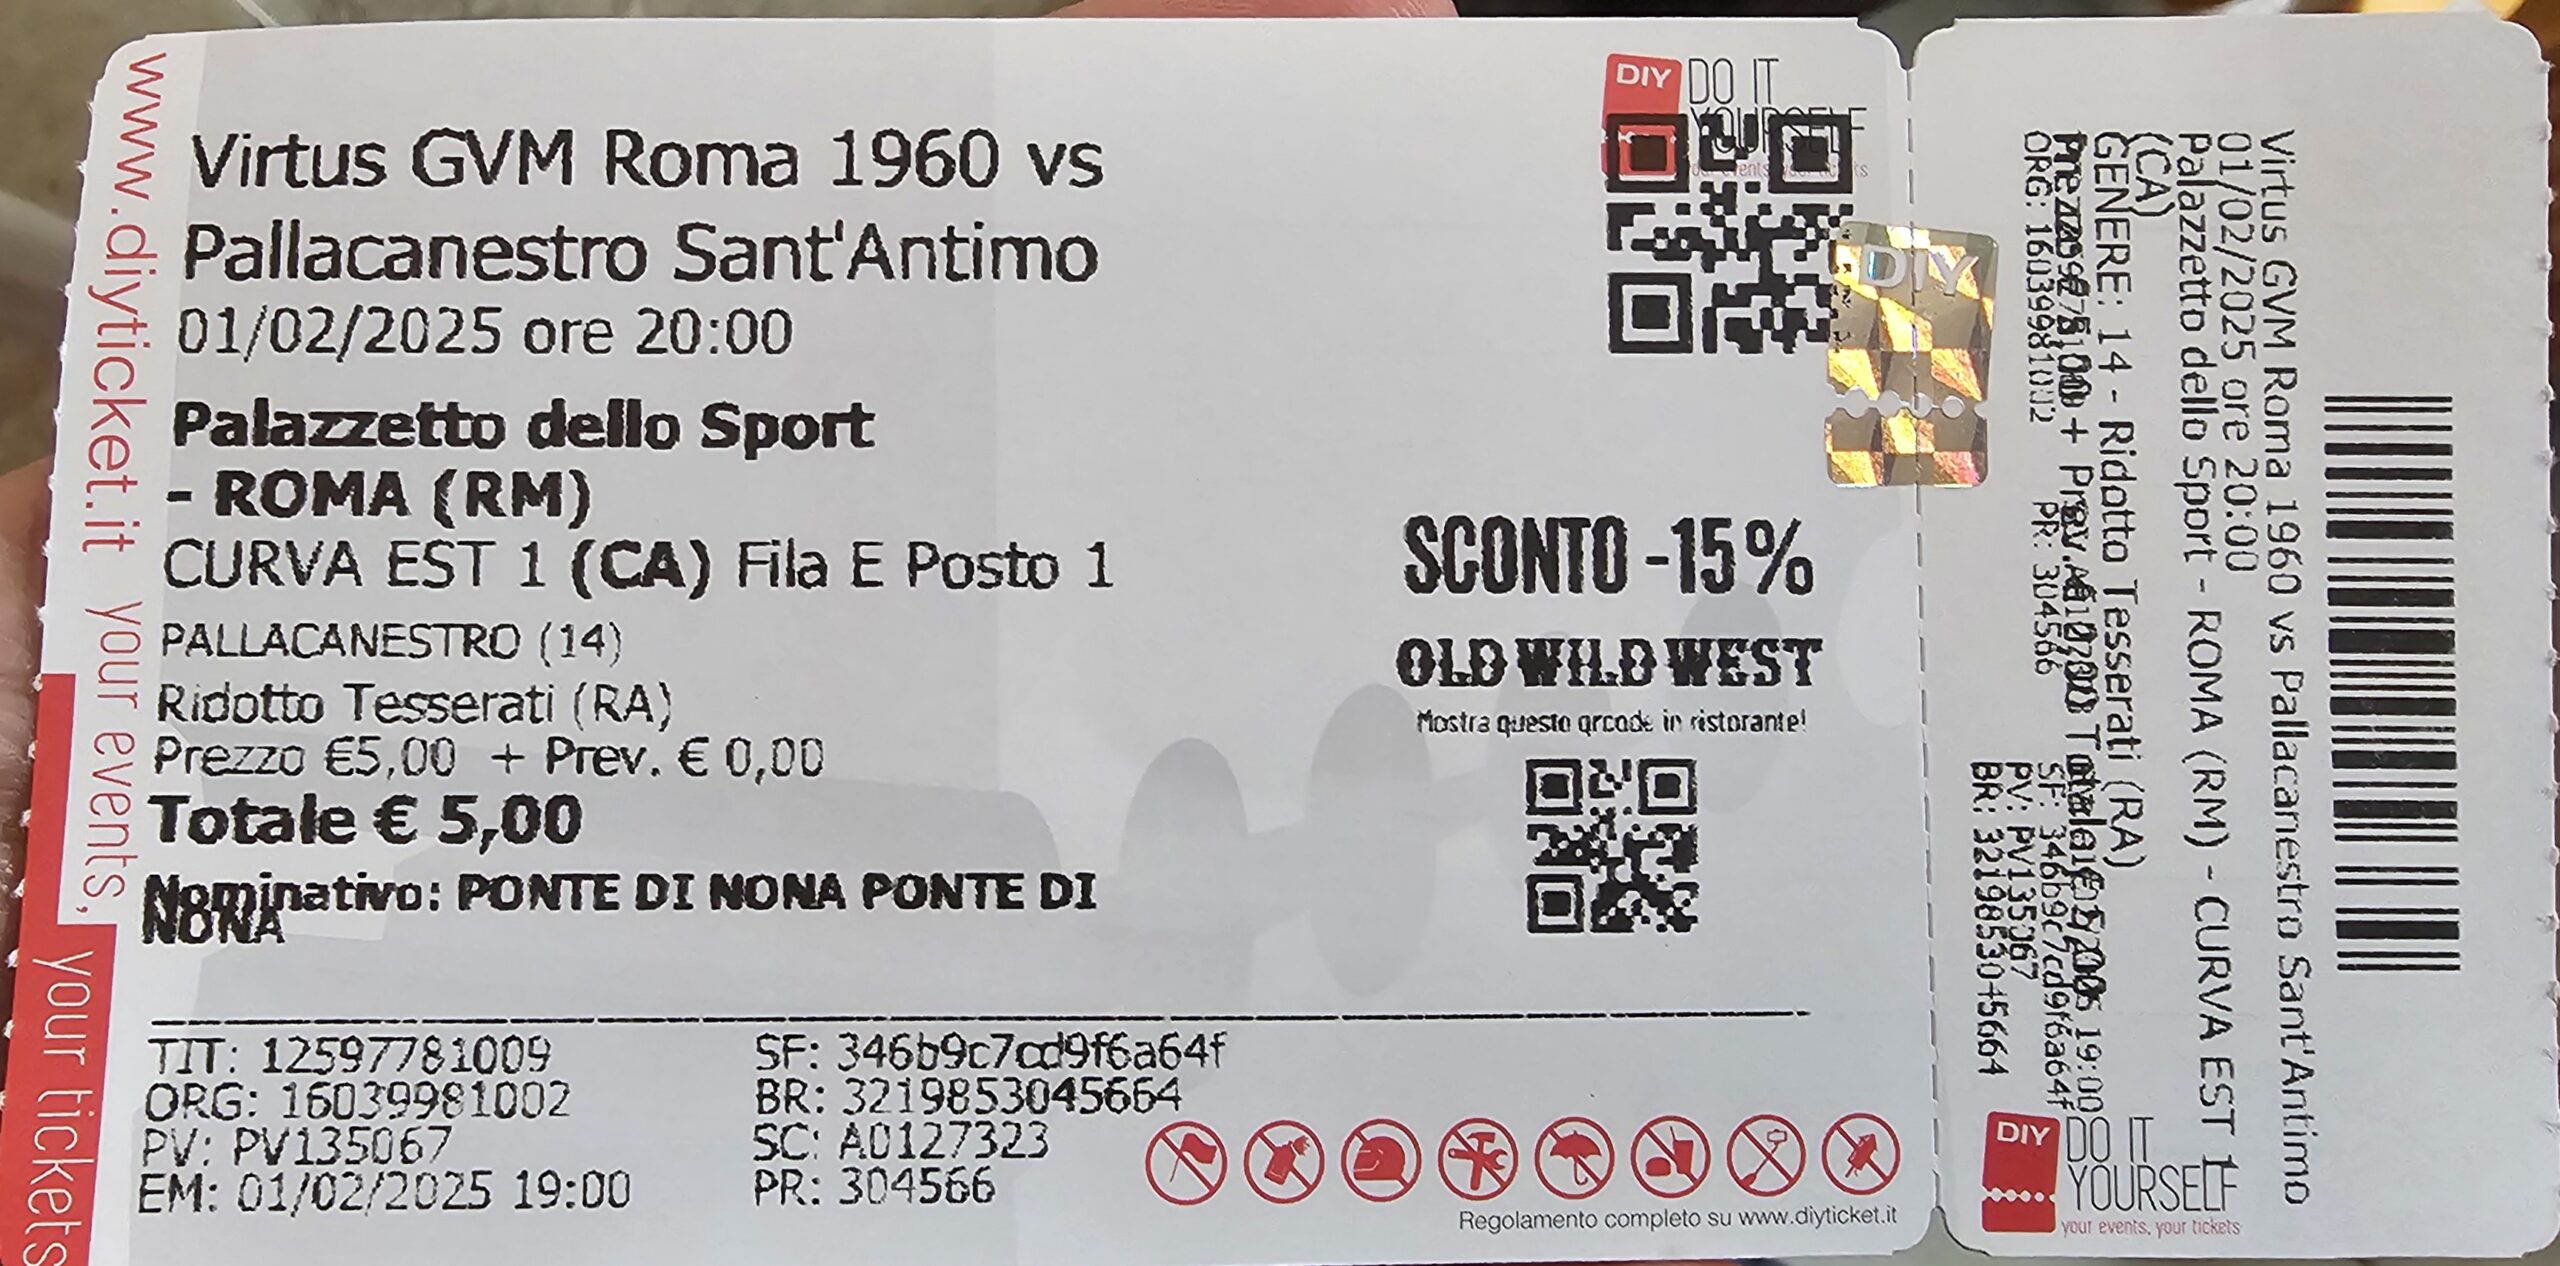 www.diyticket.it your events, your tickets
DIY DO IT
YOURSELF
Virtus GVM Roma 1960 vs
Pallacanestro Sant'Antimo
01/02/2025 ore 20:00
Palazzetto dello Sport
- ROMA (RM)
CURVA EST 1 (CA) Fila E Posto 1
PALLACANESTRO (14)
Ridotto Tesserati (RA)
Prezzo €5,00 + Prev. € 0,00
Totale € 5,00
Nominativo: PONTE DI NONA PONTE DI
NONA
SCONTO -15%
OLD WILD WEST
Mostra questo qrcode in ristorante!
TIT: 12597781009
ORG: 16039981002
PV: PV135067
EM: 01/02/2025 19:00
SF: 346b9c7cd9f6a64f
BR: 3219853045664
SC: A0127323
PR: 304566
Regolamento completo su www.diyticket.it
DIY
Virtus GVM Roma 1960 vs Pallacanestro Sant'Antimo
01/02/2025 ore 20:00
Palazzetto dello Sport - ROMA (RM) - CURVA EST 1
(CA)
GENERE: 14 - Ridotto Tesserati (RA)
19:00
ORG: 16039981002 PR: 304566 SF: 346b9c7cd9f6a64f
PV: PV135067
BR: 3219853045664
DIY DO IT
YOURSELF
your events, your tickets